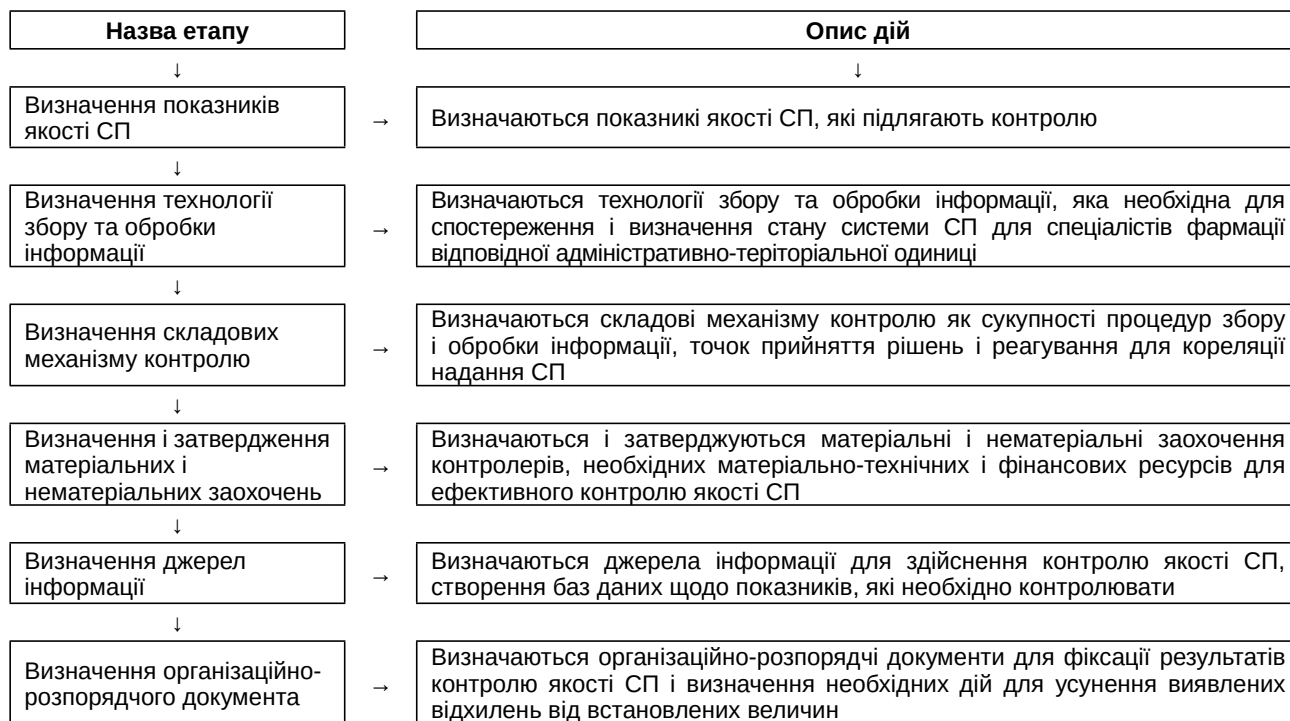 Назва етапу
Опис дій
↓
↓
Визначення показників
якості СП
→
Визначаються показникі якості СП, які підлягають контролю
↓
Визначення технології
збору та обробки
інформації
→
Визначаються технології збору та обробки інформації, яка необхідна для
спостереження і визначення стану системи СП для спеціалістів фармації
відповідної адміністративно-теріторіальної одиниці
↓
Визначення складових
механізму контролю
→
Визначаються складові механізму контролю як сукупності процедур збору
і обробки інформації, точок прийняття рішень і реагування для кореляції
надання СП
↓
Визначення і затвердження
матеріальних і
нематеріальних заохочень
→
Визначаються і затверджуються матеріальні і нематеріальні заохочення
контролерів, необхідних матеріально-технічних і фінансових ресурсів для
ефективного контролю якості СП
↓
Визначення джерел
інформації
→
Визначаються джерела інформації для здійснення контролю якості СП,
створення баз даних щодо показників, які необхідно контролювати
↓
Визначення організаційно-
розпорядчого документа
→
Визначаються організаційно-розпорядчі документи для фіксації результатів
контролю якості СП і визначення необхідних дій для усунення виявлених
відхилень від встановлених величин